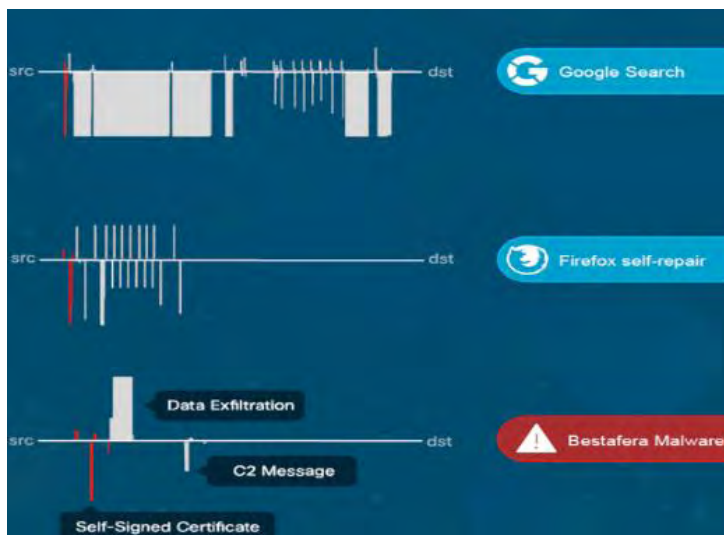 src
dst
Google Search
src
dst
Firefox self-repair
Data Exfiltration
src
dst
Bestafera Malware
C2 Message
Self-Signed Certificate